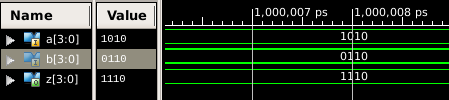 Name Value 1,000,007 ps 1,000,008 ps
a[3:0] 1010 1010
b[3:0] 0110 0110
z[3:0] 1110 1110